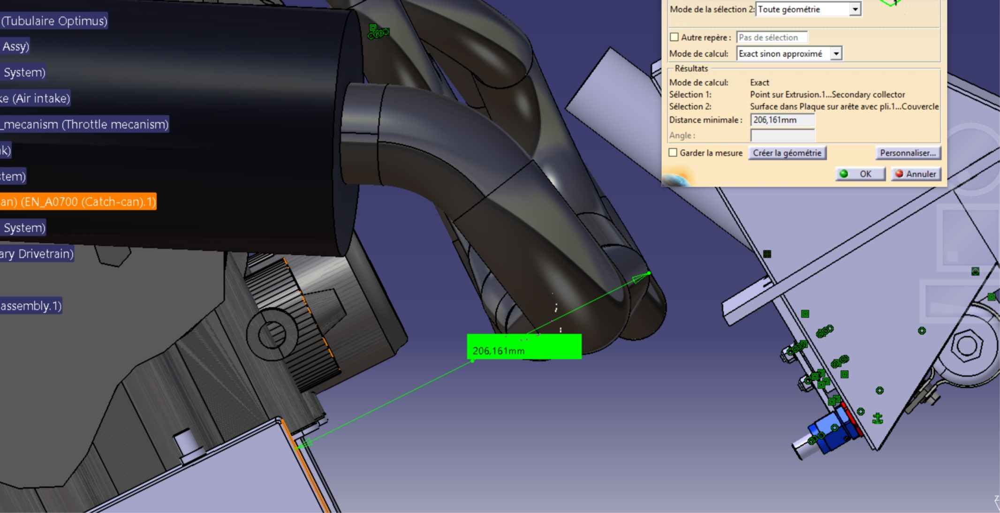 (Tubulaire Optimus)
Assy)
System)
(Air intake)
_mecanism (Throttle mecanism)
System)
an) (EN_A0700 (Catch-can).1)
ary Drivetrain)
assembly.1)
Mode de la sélection 2: Toute géométrie
Autre repère : Pas de sélection
Mode de calcul: Exact sinon approximé
Résultats
Mode de calcul: Exact
Sélection 1: Point sur Extrusion.1...Secondary collector
Sélection 2: Surface dans Plaque sur arête avec pli.1...Couvercle
Distance minimale : 206,161mm
Angle :
Garder la mesure Créer la géométrie Personnaliser...
OK Annuler
206,161mm
Z